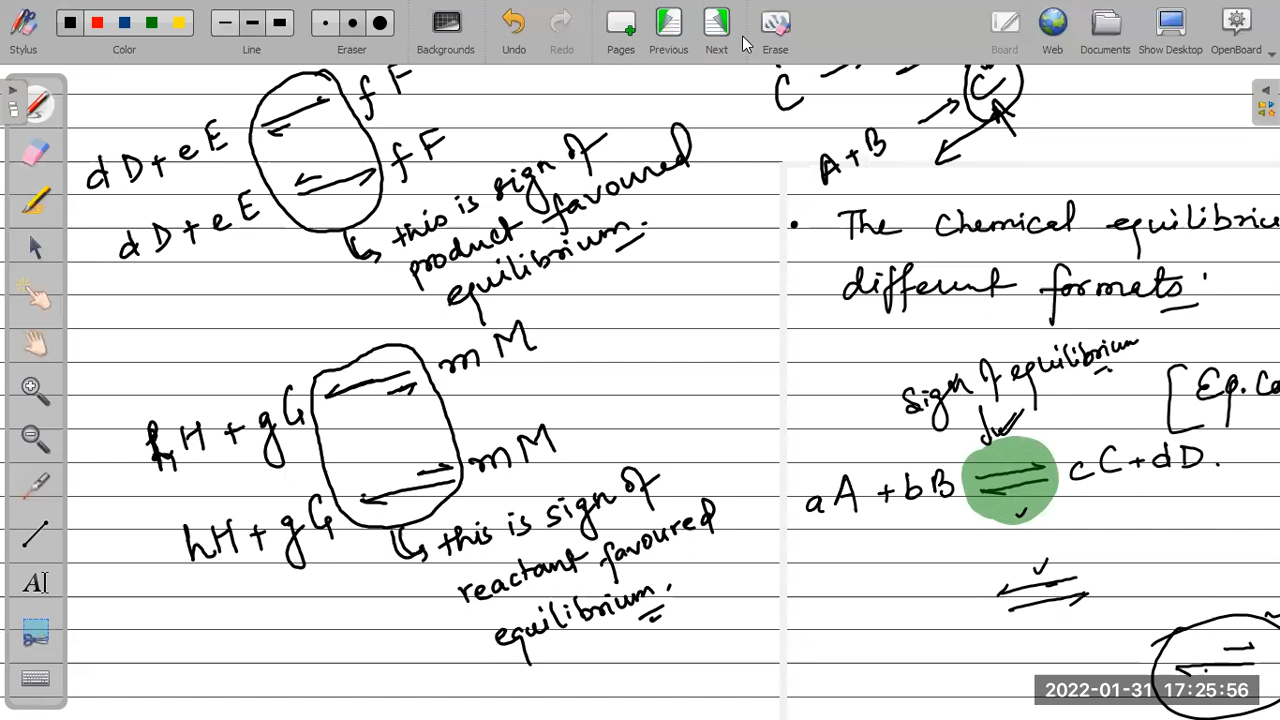 Stylus
Color
Line
Eraser
Backgrounds
Undo
Redo
Pages
Previous
Next
Erase
Board
Web
Documents
Show Desktop
OpenBoard
dD + eE ⇌ fF
dD + eE ⇌ fF
this is sign of
product favoured
equilibrium.
hH + gG ⇌ mM
hH + gG ⇌ mM
this is sign of
reactant favoured
equilibrium.
C
C
A + B
• The Chemical equilibriu
different formats.
Sign of equilibrium
[Eq. Co
aA + bB ⇌ cC + dD.
⇌
⇌
2022-01-31 17:25:56